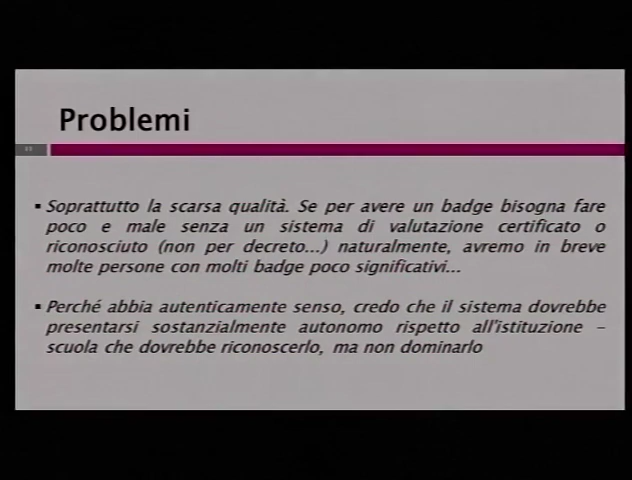 Problemi
Soprattutto la scarsa qualità. Se per avere un badge bisogna fare
poco e male senza un sistema di valutazione certificato o
riconosciuto (non per decreto...) naturalmente, avremo in breve
molte persone con molti badge poco significativi...
Perché abbia autenticamente senso, credo che il sistema dovrebbe
presentarsi sostanzialmente autonomo rispetto all'istituzione –
scuola che dovrebbe riconoscerlo, ma non dominarlo